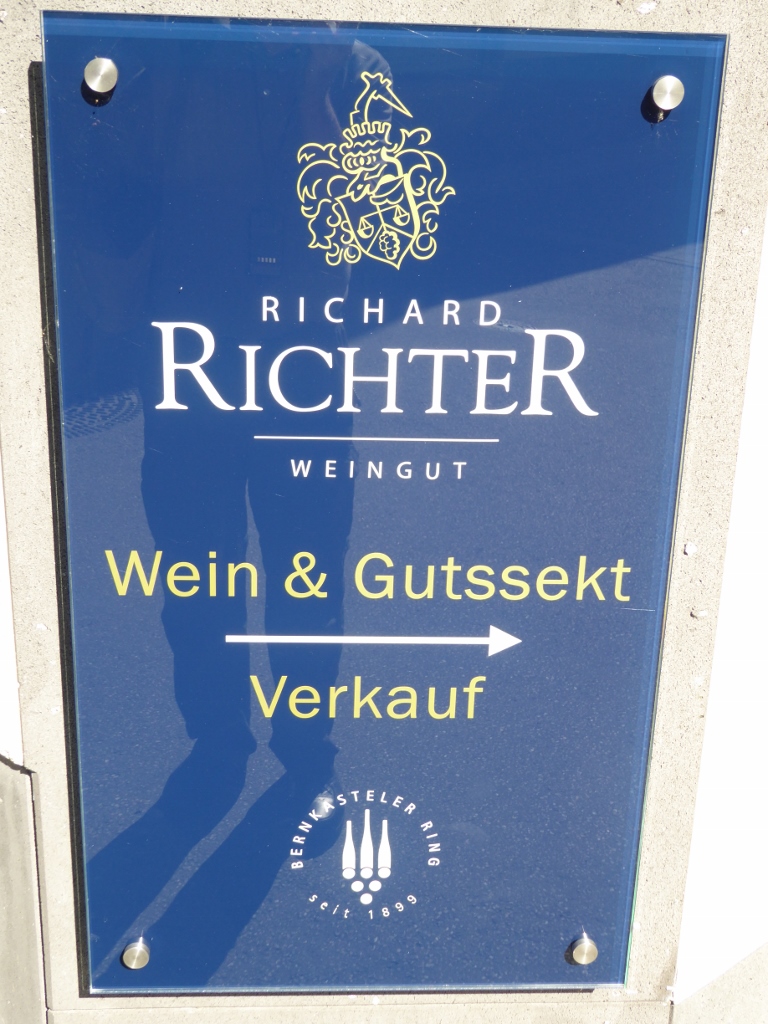 RICHARD
RICHTER
WEINGUT
Wein & Gutssekt
Verkauf
BERNKASTELER RING
seit 1899